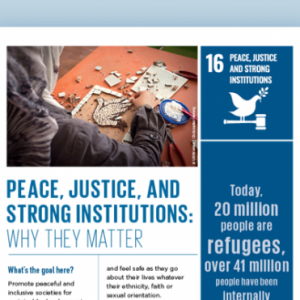 16 PEACE, JUSTICE
AND STRONG
INSTITUTIONS
PEACE, JUSTICE, AND
STRONG INSTITUTIONS:
WHY THEY MATTER
What's the goal here?
Promote peaceful and
inclusive societies for
and feel safe as they go
about their lives whatever
their ethnicity, faith or
sexual orientation.
Today,
20 million
people are
refugees,
over 41 million
people have been
internally